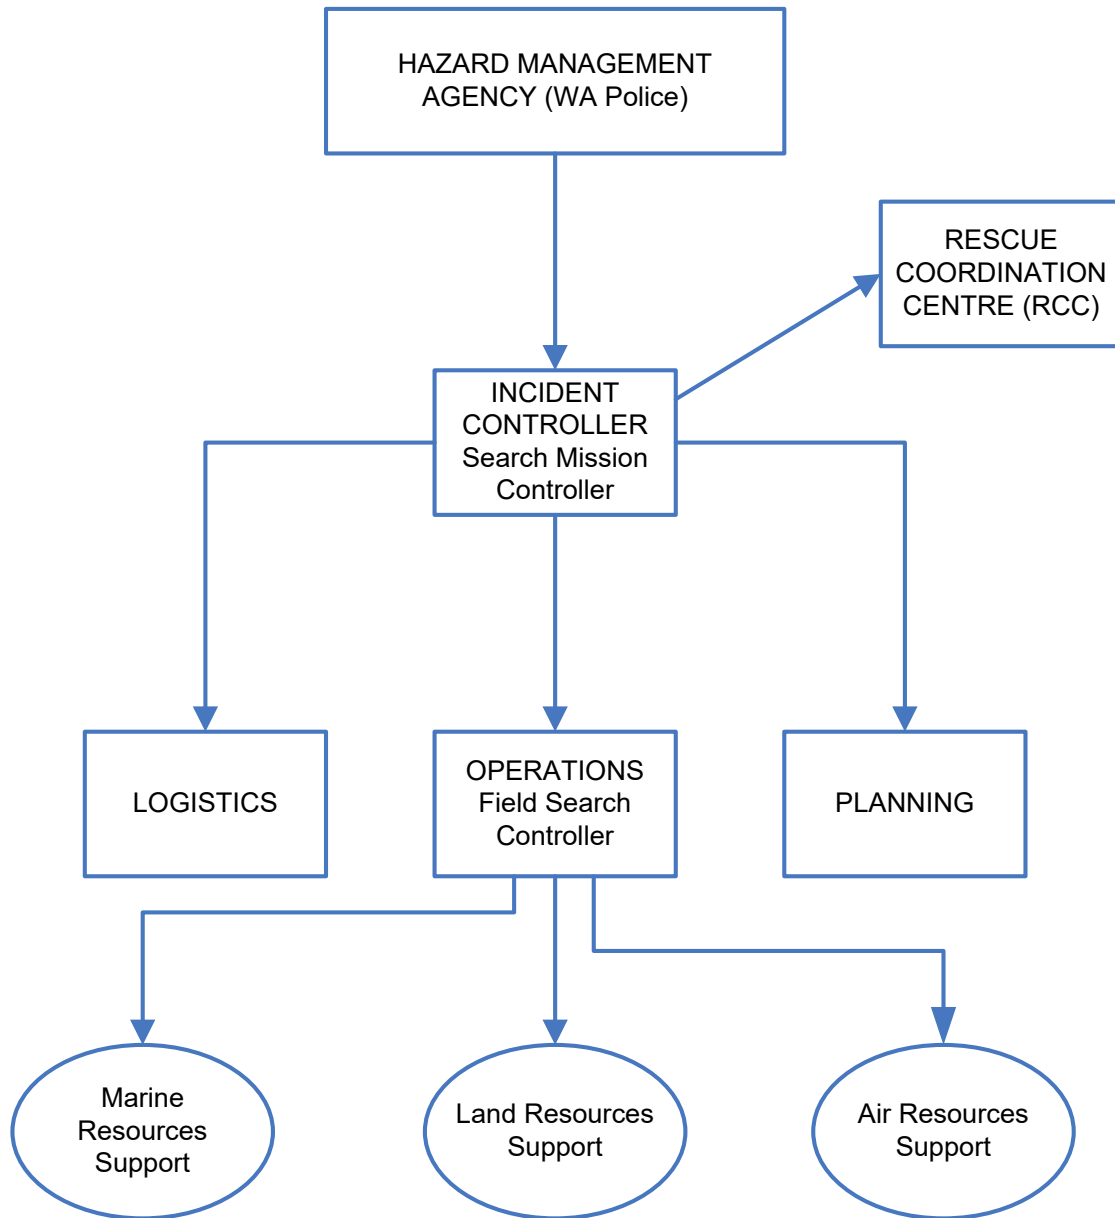 HAZARD MANAGEMENT
AGENCY (WA Police)
RESCUE
COORDINATION
CENTRE (RCC)
INCIDENT
CONTROLLER
Search Mission
Controller
LOGISTICS
OPERATIONS
Field Search
Controller
PLANNING
Marine
Resources
Support
Land Resources
Support
Air Resources
Support